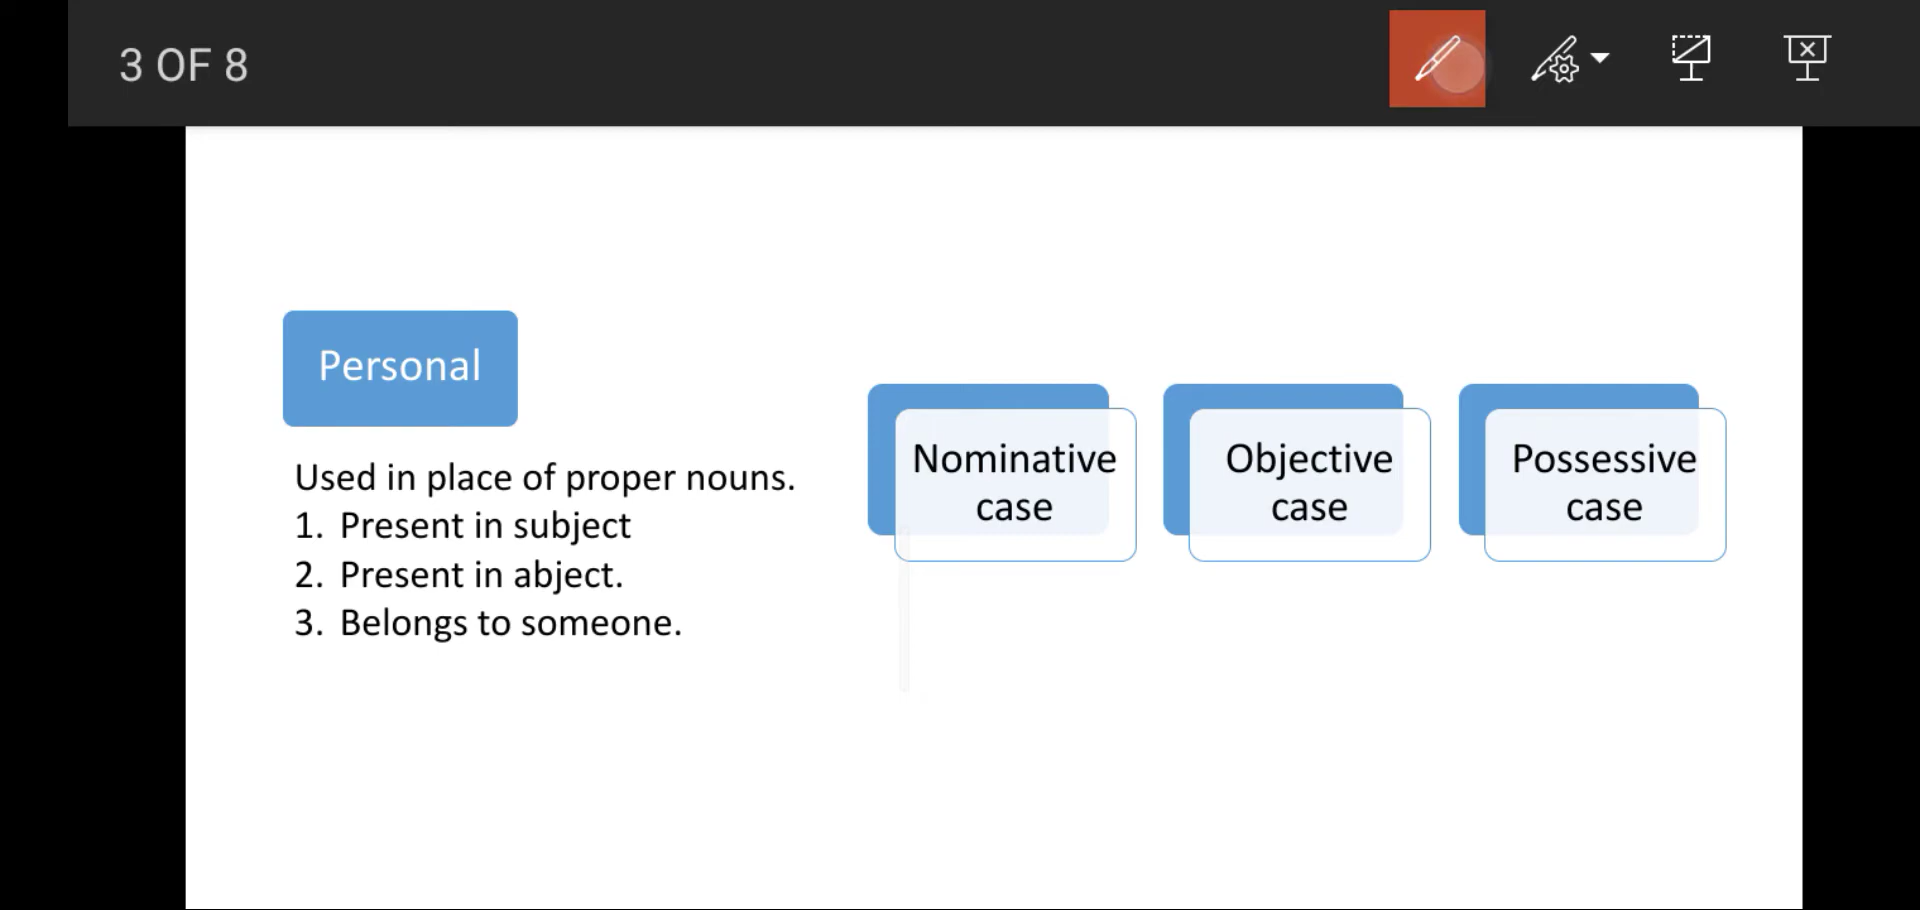 3 OF 8
Personal
Used in place of proper nouns.
1. Present in subject
2. Present in abject.
3. Belongs to someone.
Nominative
case
Objective
case
Possessive
case